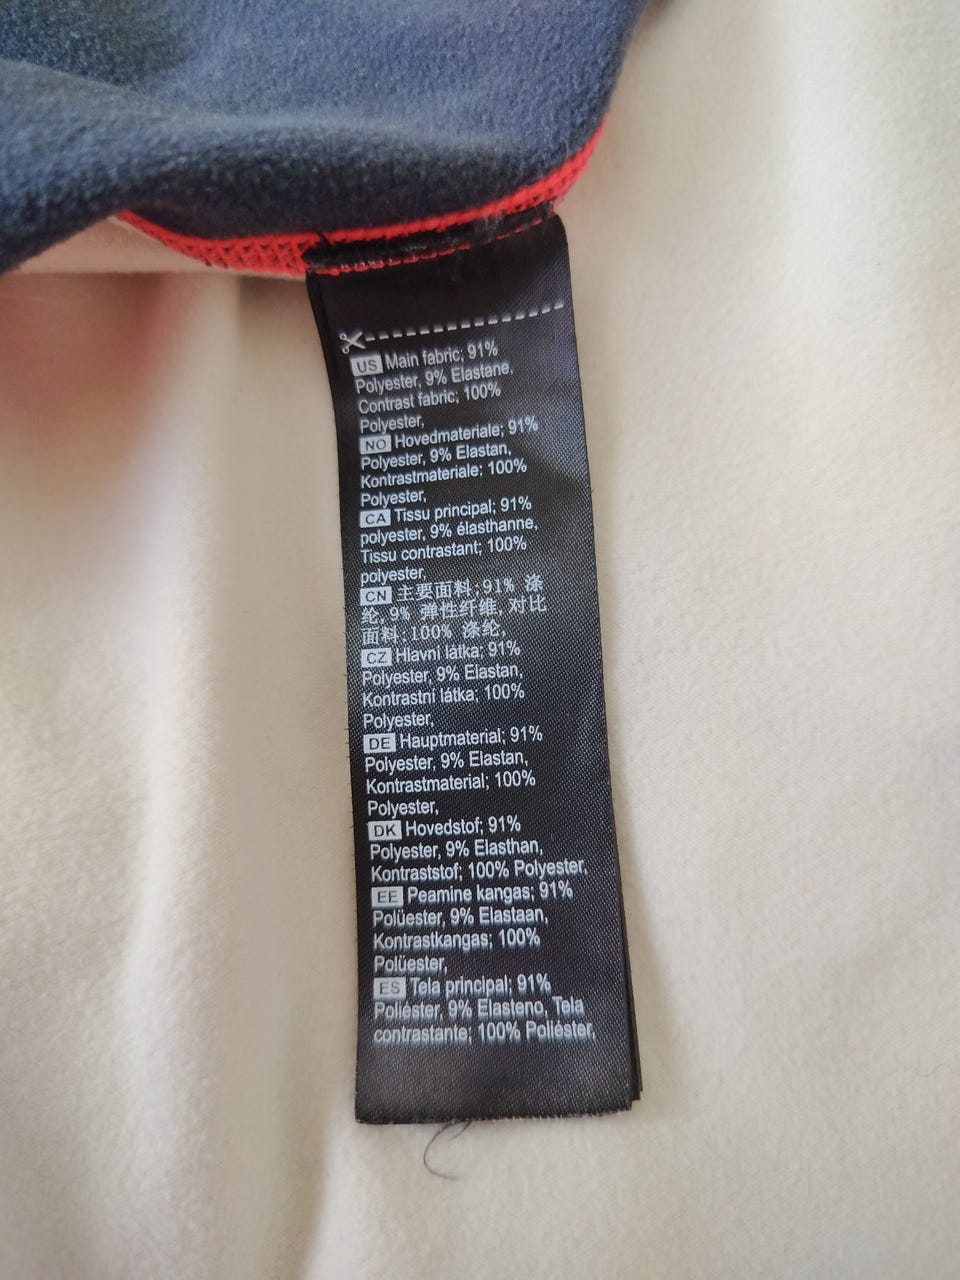 US Main fabric; 91%
Polyester, 9% Elastane,
Contrast fabric; 100%
Polyester,
NO Hovedmateriale; 91%
Polyester, 9% Elastan,
Kontrastmateriale; 100%
Polyester,
CA Tissu principal; 91%
polyester, 9% élasthanne,
Tissu contrastant; 100%
polyester,
CN 主要面料;91% 涤
纶,9% 弹性纤维,对比
面料;100% 涤纶,
CZ Hlavní látka; 91%
Polyester, 9% Elastan,
Kontrastní látka; 100%
Polyester,
DE Hauptmaterial; 91%
Polyester, 9% Elastan,
Kontrastmaterial; 100%
Polyester,
DK Hovedstof; 91%
Polyester, 9% Elasthan,
Kontraststof; 100% Polyester,
EE Peamine kangas; 91%
Polüester, 9% Elastaan,
Kontrastkangas; 100%
Polüester,
ES Tela principal; 91%
Poliéster, 9% Elasteno, Tela
contrastante; 100% Poliéster,